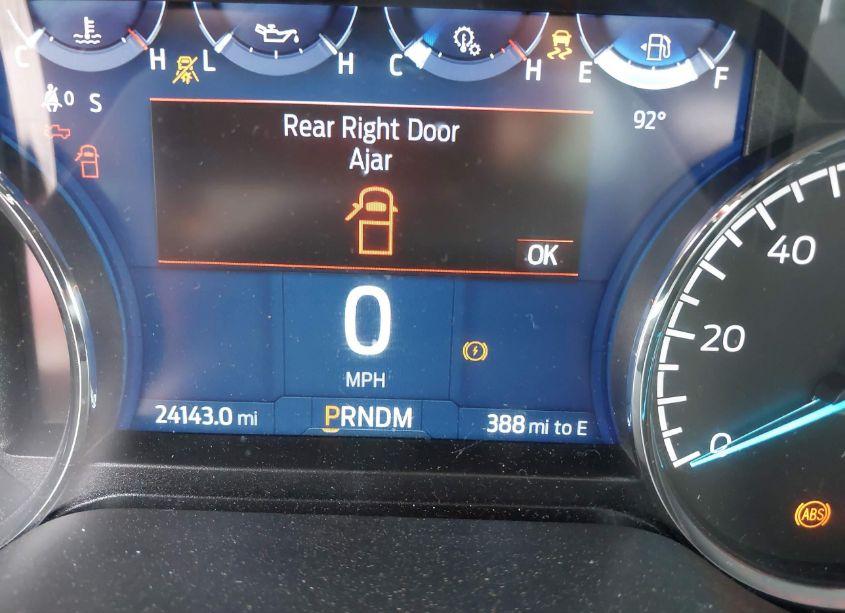 C H L H C H E F
0 S
92°
Rear Right Door
Ajar
OK
0
MPH
24143.0 mi
PRNDM
388 mi to E
40
20
0
ABS